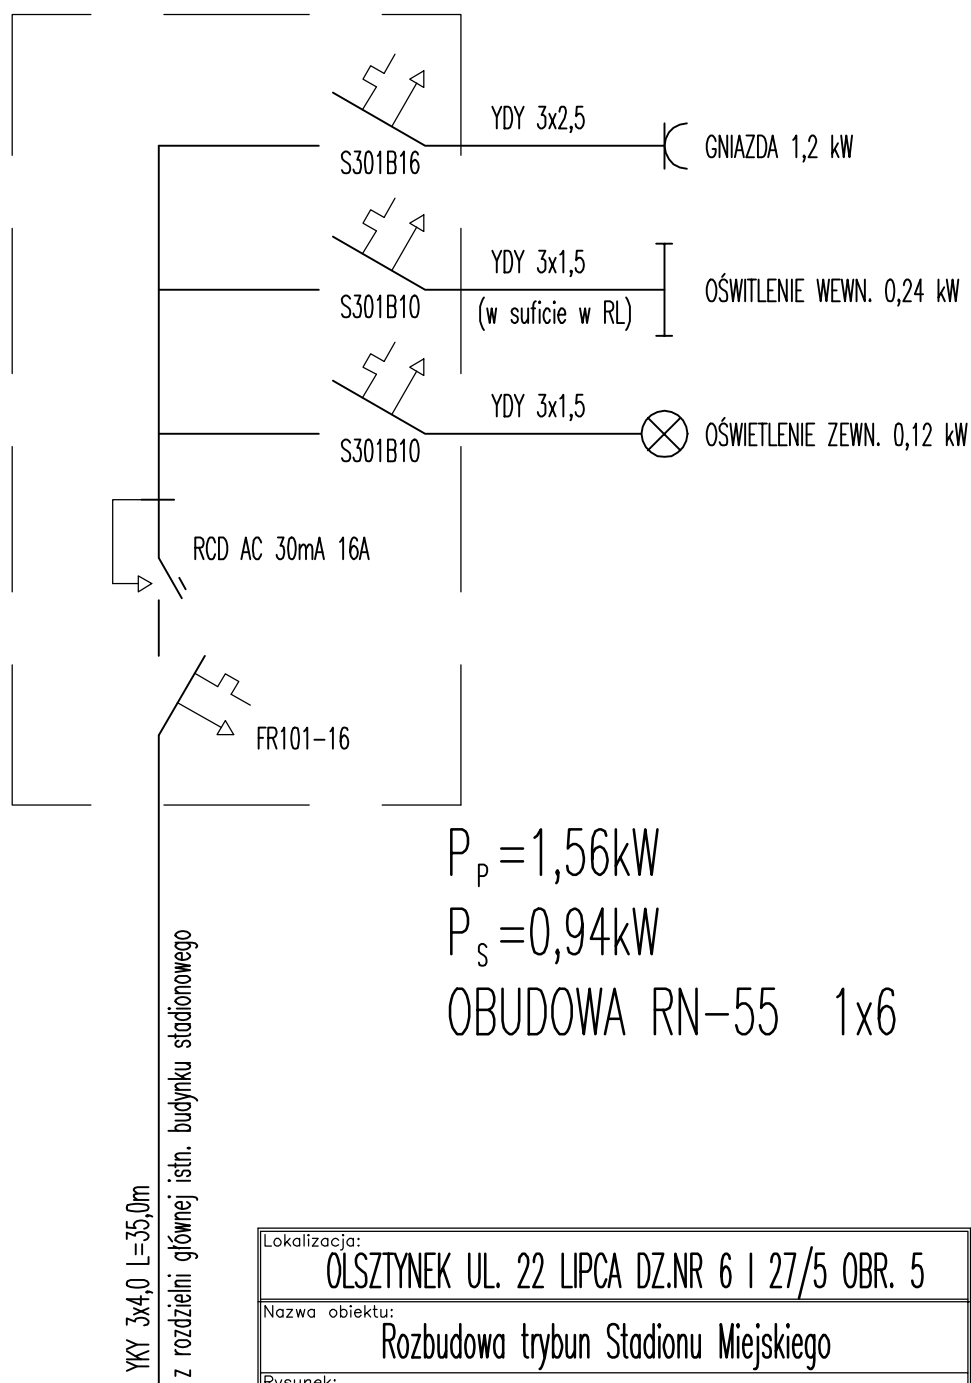 YDY 3x2,5
GNIAZDA 1,2 kW
S301B16
YDY 3x1,5
OŚWITLENIE WEWN. 0,24 kW
(w suficie w RL)
S301B10
YDY 3x1,5
OŚWIETLENIE ZEWN. 0,12 kW
S301B10
RCD AC 30mA 16A
FR101-16
PP=1,56kW
PS=0,94kW
OBUDOWA RN-55 1x6
YKY 3x4,0 L=35,0m
z rozdzielni głównej istn. budynku stadionowego
Lokalizacja:
OLSZTYNEK UL. 22 LIPCA DZ.NR 6 I 27/5 OBR. 5
Nazwa obiektu:
Rozbudowa trybun Stadionu Miejskiego
Rysunek: